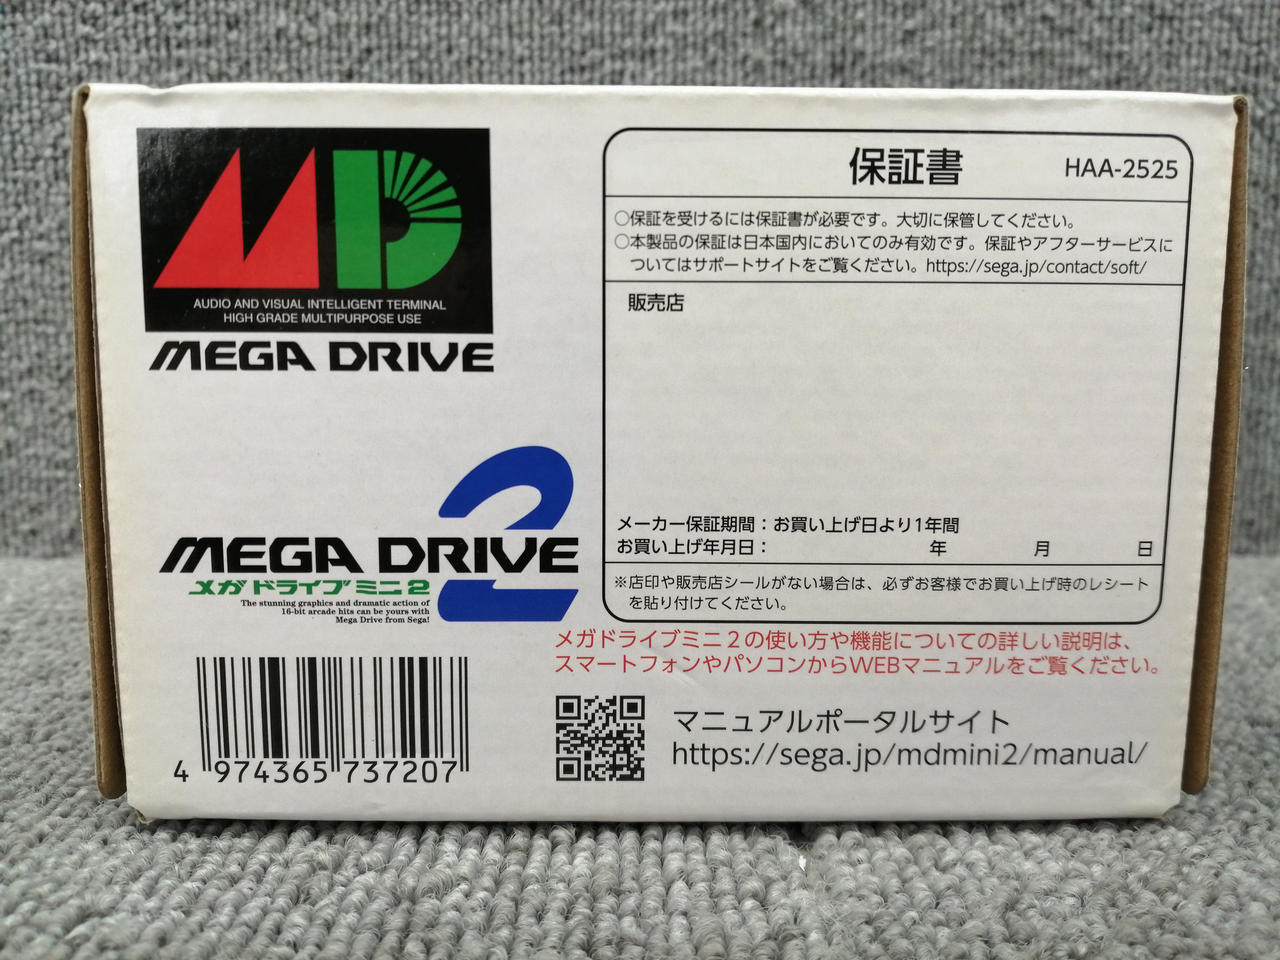 MD
AUDIO AND VISUAL INTELLIGENT TERMINAL
HIGH GRADE MULTIPURPOSE USE
MEGA DRIVE
2
MEGA DRIVE
メガドライブミニ2
The stunning graphics and dramatic action of
16-bit arcade hits can be yours with
Mega Drive from Sega!
4 974365 737207
保証書 HAA-2525
○保証を受けるには保証書が必要です。大切に保管してください。
○本製品の保証は日本国内においてのみ有効です。保証やアフターサービスに
ついてはサポートサイトをご覧ください。https://sega.jp/contact/soft/
販売店
メーカー保証期間：お買い上げ日より1年間
お買い上げ年月日： 年 月 日
※店印や販売店シールがない場合は、必ずお客様でお買い上げ時のレシート
を貼り付けてください。
メガドライブミニ2の使い方や機能についての詳しい説明は、
スマートフォンやパソコンからWEBマニュアルをご覧ください。
マニュアルポータルサイト
https://sega.jp/mdmini2/manual/